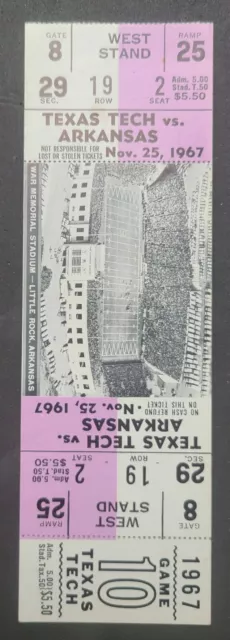 GATE WEST RAMP
8 STAND 25
29 19 2 Adm. 5.00
Std.T.50
SEC. ROW SEAT $5.50
TEXAS TECH vs.
ARKANSAS
NOT RESPONSIBLE FOR
LOST OR STOLEN TICKETS Nov. 25, 1967
WAR MEMORIAL STADIUM — LITTLE ROCK, ARKANSAS
NO CASH REFUND
ON THIS TICKET
TEXAS TECH vs.
ARKANSAS • Nov. 25, 1967
SEC. ROW SEAT $5.50
29 19 2 Std.T.50
Adm. 5.00
GATE WEST RAMP
8 STAND 25
1967
GAME
10
TEXAS
TECH
Adm. 5.00
Stad. Tax.50 $5.50